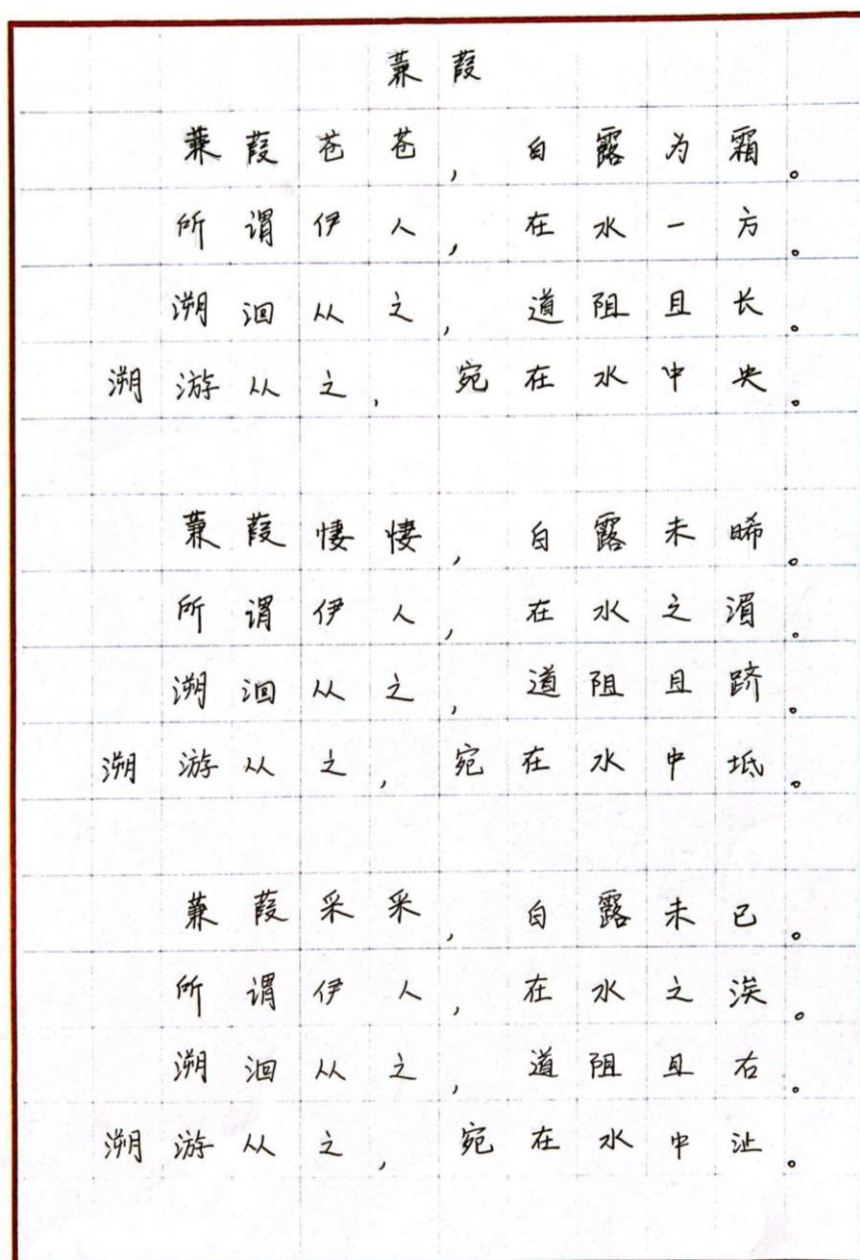 蒹葭
蒹葭苍苍，白露为霜。
所谓伊人，在水一方。
溯洄从之，道阻且长。
溯游从之，宛在水中央。
蒹葭悽悽，白露未晞。
所谓伊人，在水之湄。
溯洄从之，道阻且跻。
溯游从之，宛在水中坻。
蒹葭采采，白露未已。
所谓伊人，在水之涘。
溯洄从之，道阻且右。
溯游从之，宛在水中沚。